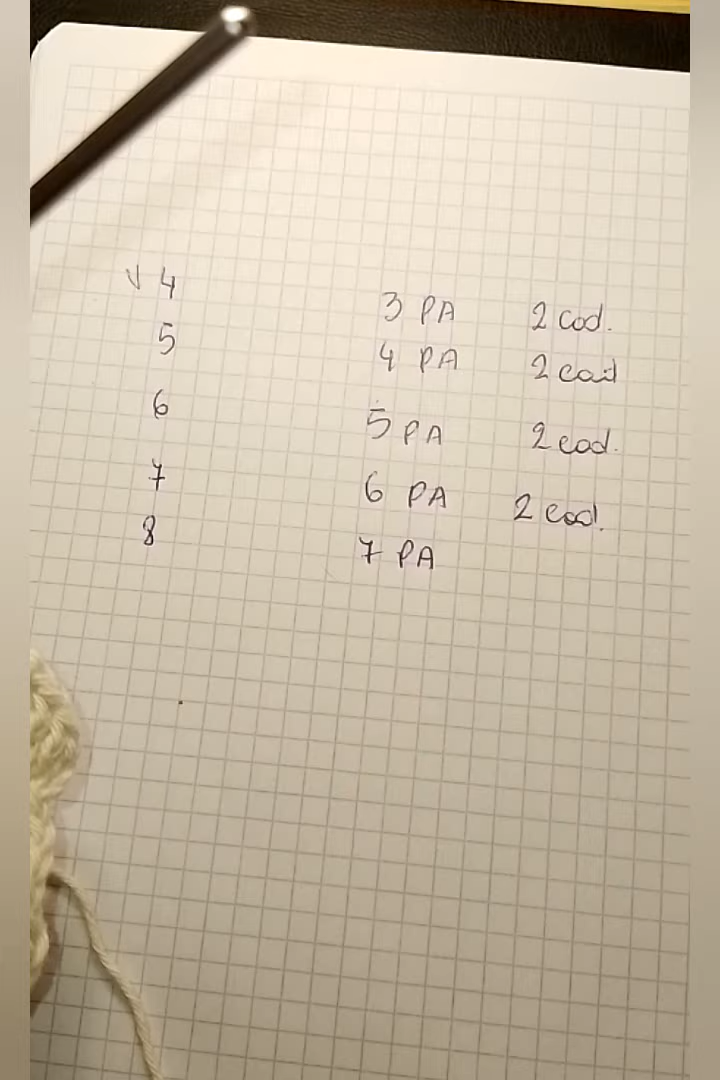 √ 4 3 PA 2 cod.
5 4 PA 2 cad
6 5 PA 2 cod.
7 6 PA 2 cod.
8 7 PA